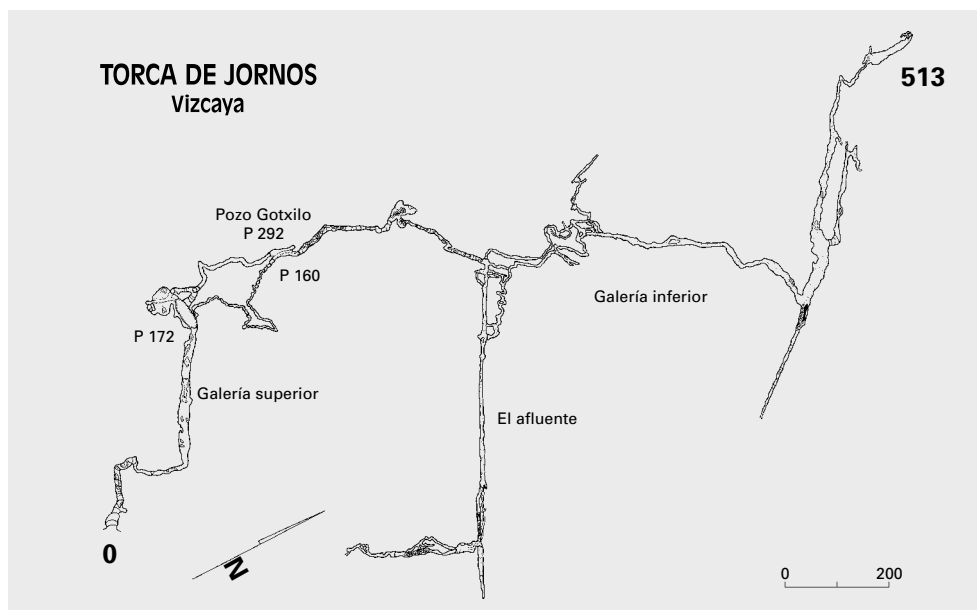 TORCA DE JORNOS
Vizcaya
513
Pozo Gotxilo
P 292
P 160
Galería inferior
P 172
Galería superior
El afluente
0
N
0 200